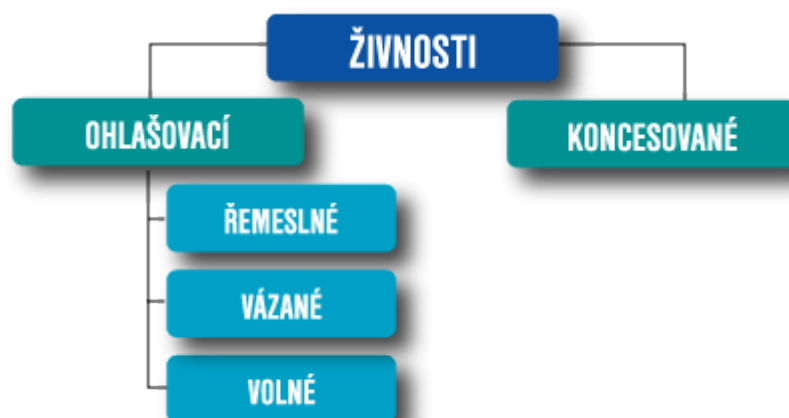 ŽIVNOSTI
OHLAŠOVACÍ
KONCESOVANÉ
ŘEMESLNÉ
VÁZANÉ
VOLNÉ